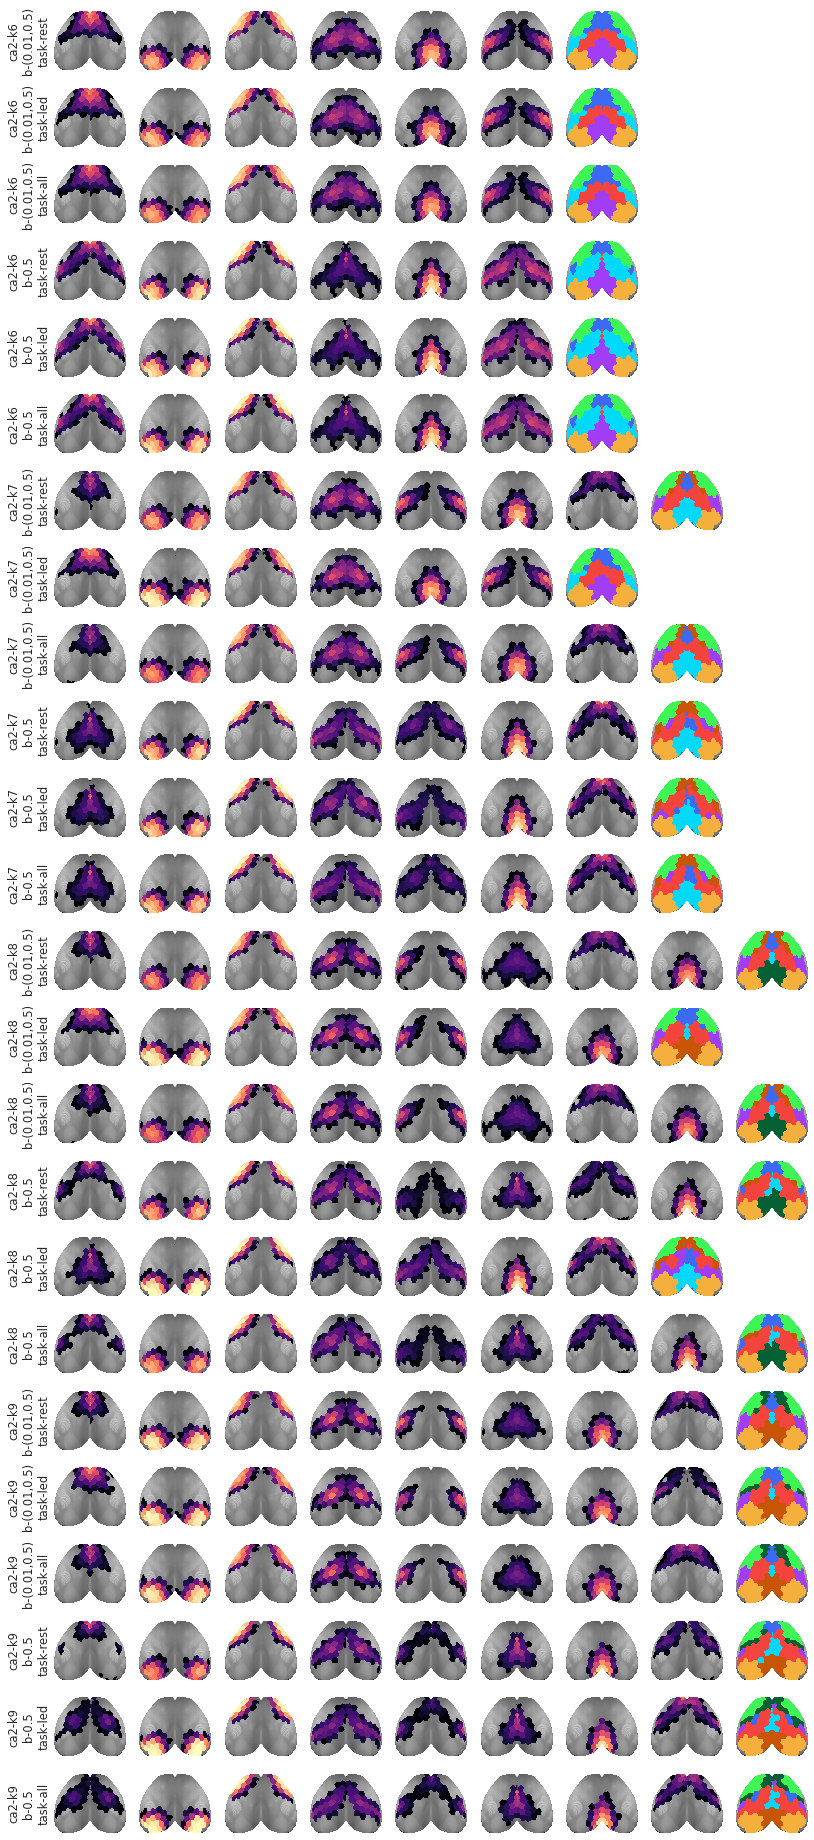 ca2-k6
b-(0.01,0.5)
task-rest
ca2-k6
b-(0.01,0.5)
task-led
ca2-k6
b-(0.01,0.5)
task-all
ca2-k6
b-0.5
task-rest
ca2-k6
b-0.5
task-led
ca2-k6
b-0.5
task-all
ca2-k7
b-(0.01,0.5)
task-rest
ca2-k7
b-(0.01,0.5)
task-led
ca2-k7
b-(0.01,0.5)
task-all
ca2-k7
b-0.5
task-rest
ca2-k7
b-0.5
task-led
ca2-k7
b-0.5
task-all
ca2-k8
b-(0.01,0.5)
task-rest
ca2-k8
b-(0.01,0.5)
task-led
ca2-k8
b-(0.01,0.5)
task-all
ca2-k8
b-0.5
task-rest
ca2-k8
b-0.5
task-led
ca2-k8
b-0.5
task-all
ca2-k9
b-(0.01,0.5)
task-rest
ca2-k9
b-(0.01,0.5)
task-led
ca2-k9
b-(0.01,0.5)
task-all
ca2-k9
b-0.5
task-rest
ca2-k9
b-0.5
task-led
ca2-k9
b-0.5
task-all